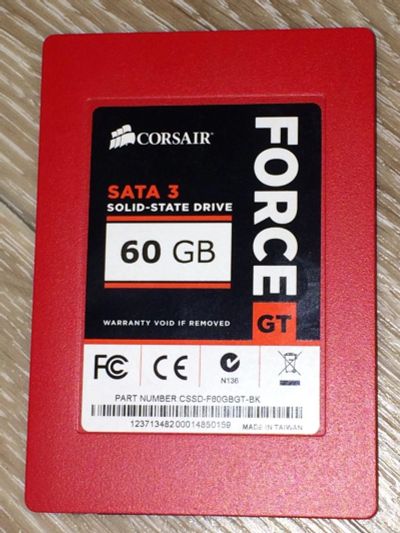 CORSAIR
FORCE
GT
SATA 3
SOLID-STATE DRIVE
60 GB
WARRANTY VOID IF REMOVED
FC CE
N136
PART NUMBER:CSSD-F60GBGT-BK
12371348200014850159 MADE IN TAIWAN